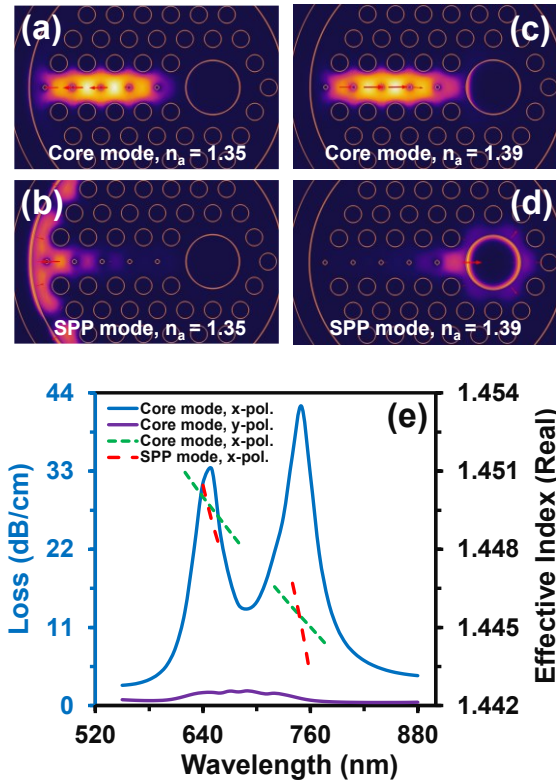 (a)
Core mode, nₐ = 1.35
(c)
Core mode, nₐ = 1.39
(b)
SPP mode, nₐ = 1.35
(d)
SPP mode, nₐ = 1.39
(e)
Core mode, x-pol.
Core mode, y-pol.
Core mode, x-pol.
SPP mode, x-pol.
Loss (dB/cm)
44
33
22
11
0
1.454
1.451
1.448
1.445
1.442
Effective Index (Real)
520
640
760
880
Wavelength (nm)